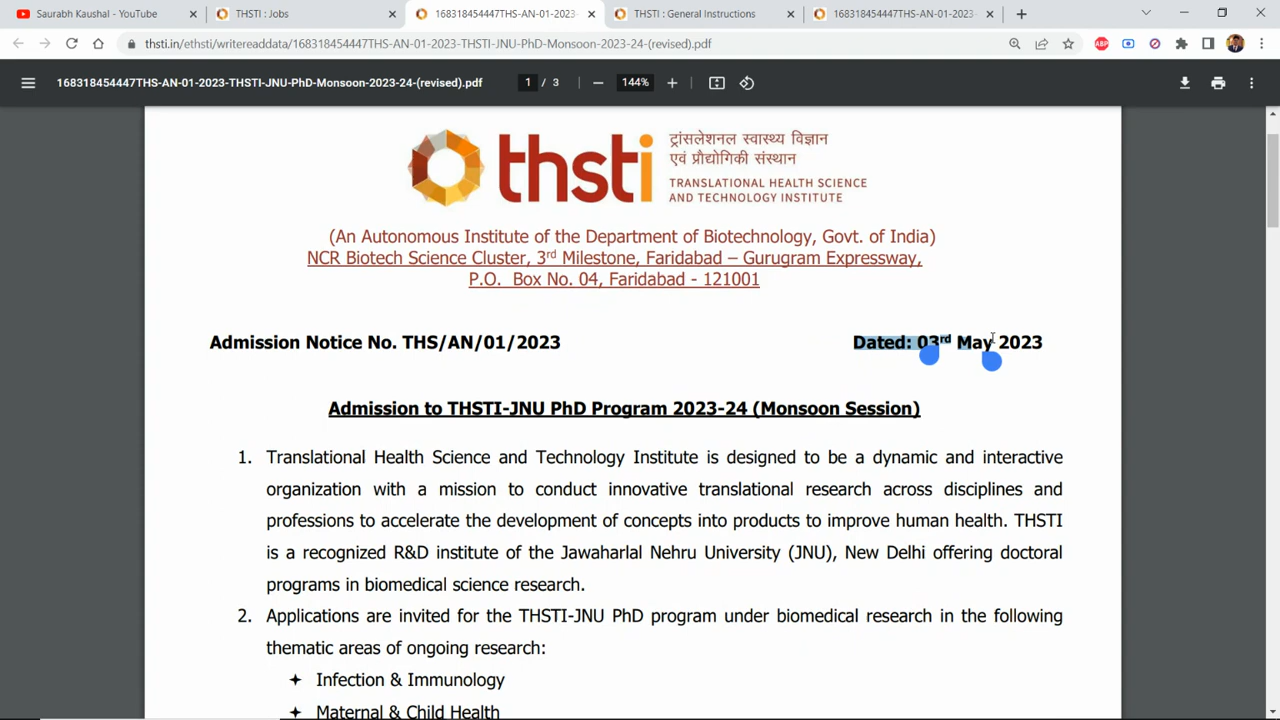 Saurabh Kaushal - YouTube
THSTI : Jobs
168318454447THS-AN-01-2023-
THSTI : General Instructions
168318454447THS-AN-01-2023-
thsti.in/ethsti/writereaddata/168318454447THS-AN-01-2023-THSTI-JNU-PhD-Monsoon-2023-24-(revised).pdf
ABP
168318454447THS-AN-01-2023-THSTI-JNU-PhD-Monsoon-2023-24-(revised).pdf
1 / 3
144%
thsti
ट्रांसलेशनल स्वास्थ्य विज्ञान
एवं प्रौद्योगिकी संस्थान
TRANSLATIONAL HEALTH SCIENCE
AND TECHNOLOGY INSTITUTE
(An Autonomous Institute of the Department of Biotechnology, Govt. of India)
NCR Biotech Science Cluster, 3rd Milestone, Faridabad – Gurugram Expressway,
P.O. Box No. 04, Faridabad - 121001
Admission Notice No. THS/AN/01/2023 Dated: 03rd May 2023
Admission to THSTI-JNU PhD Program 2023-24 (Monsoon Session)
1. Translational Health Science and Technology Institute is designed to be a dynamic and interactive
organization with a mission to conduct innovative translational research across disciplines and
professions to accelerate the development of concepts into products to improve human health. THSTI
is a recognized R&D institute of the Jawaharlal Nehru University (JNU), New Delhi offering doctoral
programs in biomedical science research.
2. Applications are invited for the THSTI-JNU PhD program under biomedical research in the following
thematic areas of ongoing research:
Infection & Immunology
Maternal & Child Health